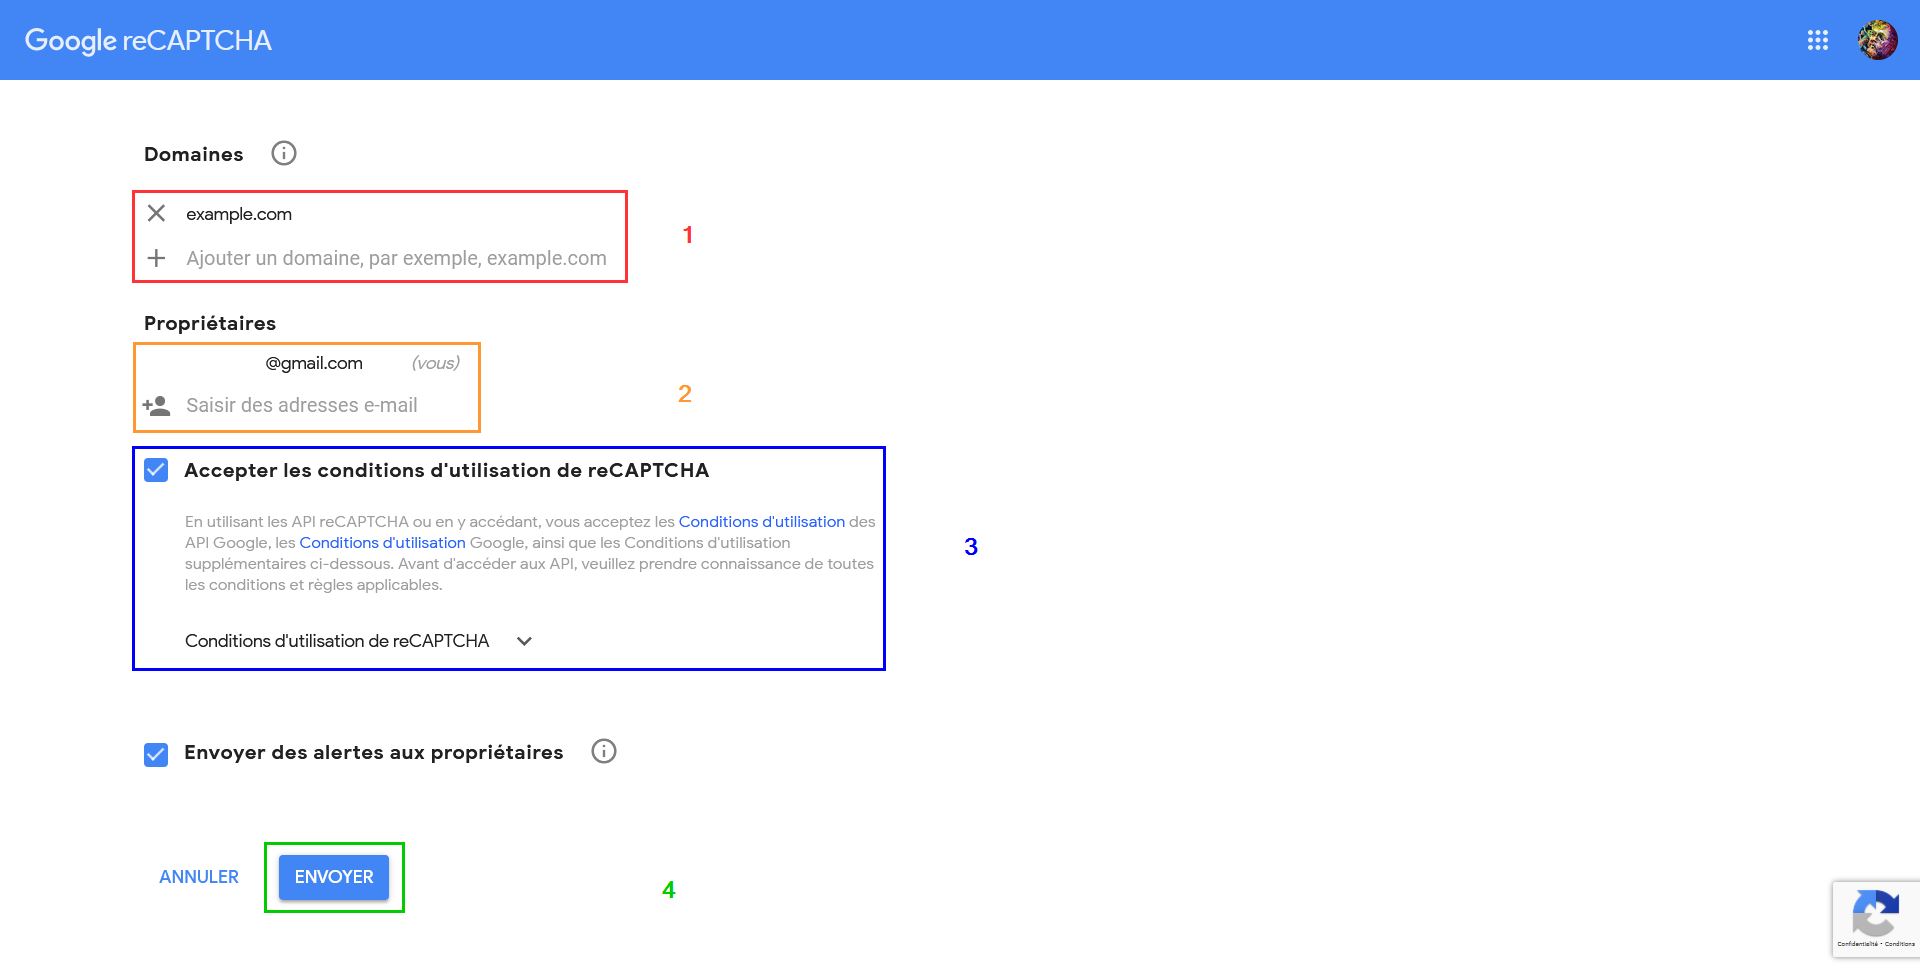 Google reCAPTCHA
Domaines
example.com
1
Ajouter un domaine, par exemple, example.com
Propriétaires
@gmail.com (vous)
2
Saisir des adresses e-mail
Accepter les conditions d'utilisation de reCAPTCHA
En utilisant les API reCAPTCHA ou en y accédant, vous acceptez les Conditions d'utilisation des
API Google, les Conditions d'utilisation Google, ainsi que les Conditions d'utilisation
3
supplémentaires ci-dessous. Avant d'accéder aux API, veuillez prendre connaissance de toutes
les conditions et règles applicables.
Conditions d'utilisation de reCAPTCHA
Envoyer des alertes aux propriétaires
ANNULER ENVOYER
4
Confidentialité • Conditions